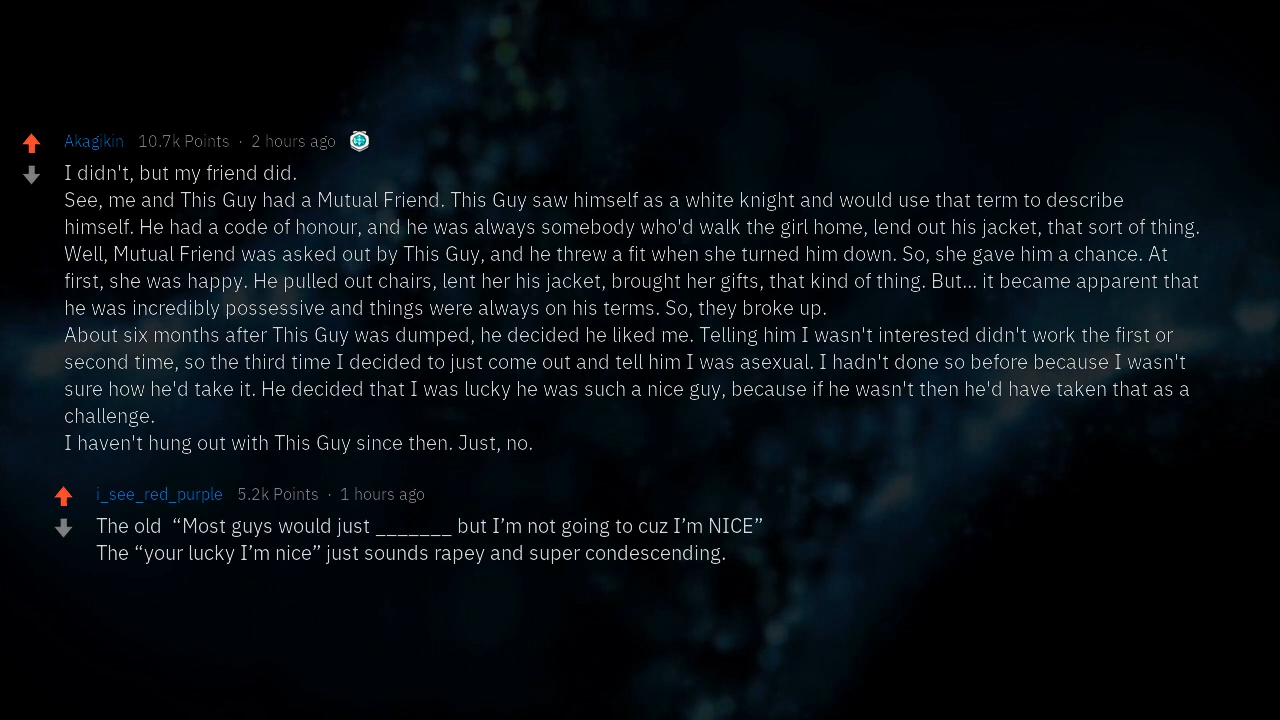 Akagikin 10.7k Points · 2 hours ago
I didn't, but my friend did.
See, me and This Guy had a Mutual Friend. This Guy saw himself as a white knight and would use that term to describe
himself. He had a code of honour, and he was always somebody who'd walk the girl home, lend out his jacket, that sort of thing.
Well, Mutual Friend was asked out by This Guy, and he threw a fit when she turned him down. So, she gave him a chance. At
first, she was happy. He pulled out chairs, lent her his jacket, brought her gifts, that kind of thing. But... it became apparent that
he was incredibly possessive and things were always on his terms. So, they broke up.
About six months after This Guy was dumped, he decided he liked me. Telling him I wasn't interested didn't work the first or
second time, so the third time I decided to just come out and tell him I was asexual. I hadn't done so before because I wasn't
sure how he'd take it. He decided that I was lucky he was such a nice guy, because if he wasn't then he'd have taken that as a
challenge.
I haven't hung out with This Guy since then. Just, no.
i_see_red_purple 5.2k Points · 1 hours ago
The old “Most guys would just _______ but I’m not going to cuz I’m NICE”
The “your lucky I’m nice” just sounds rapey and super condescending.